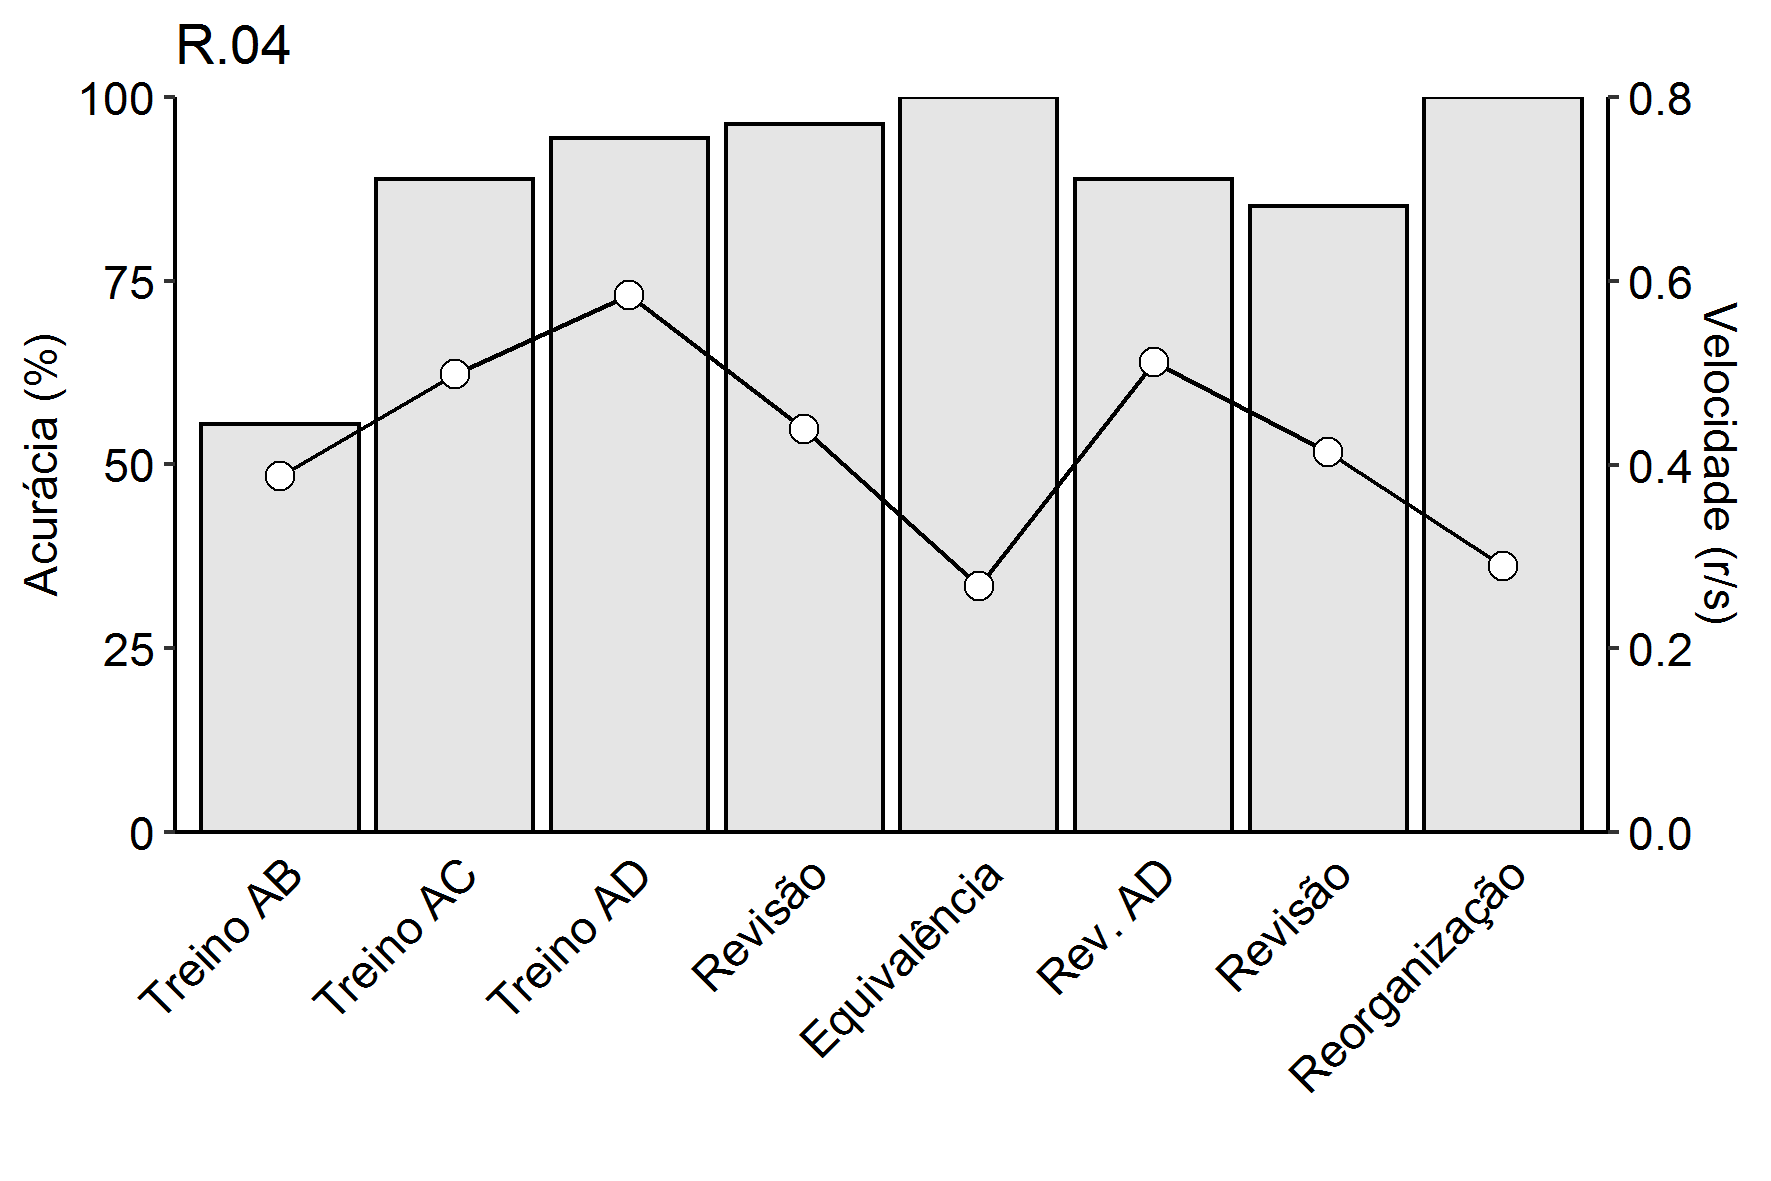 R.04
100
75
50
25
0
Acurácia (%)
0.8
0.6
0.4
0.2
0.0
Velocidade (r/s)
Treino AB
Treino AC
Treino AD
Revisão
Equivalência
Rev. AD
Revisão
Reorganização